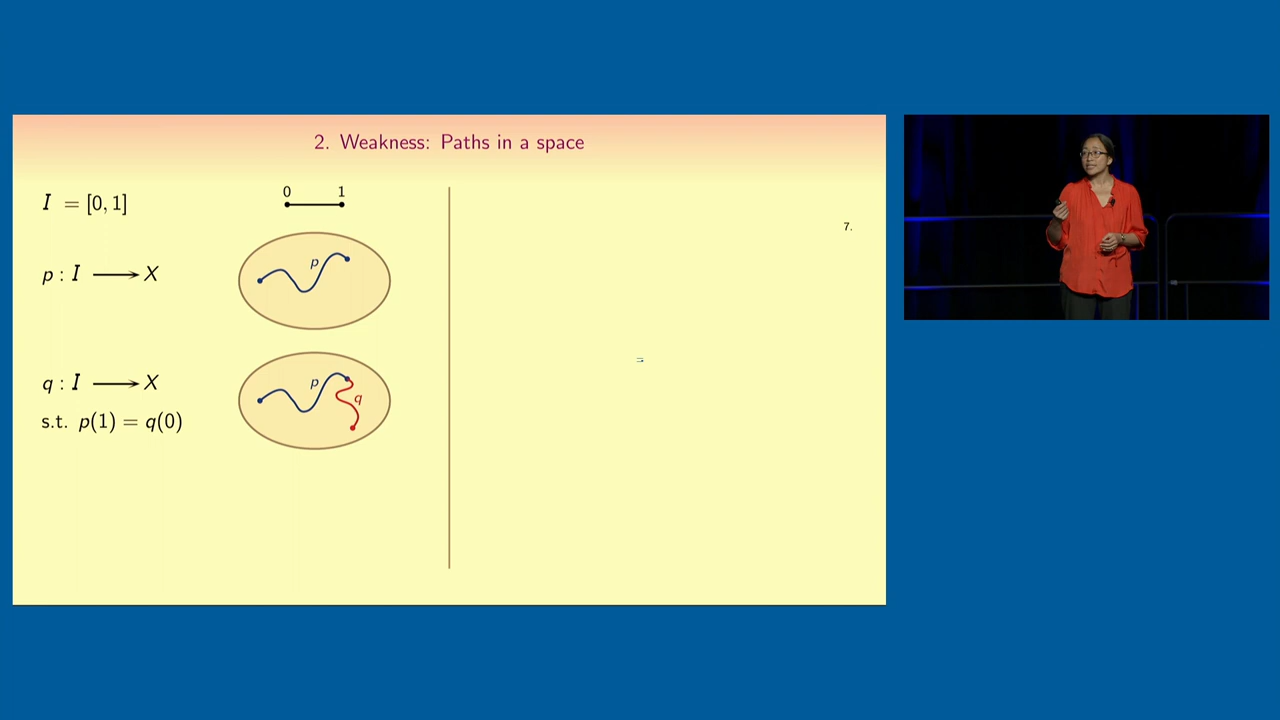 2. Weakness: Paths in a space
I = [0, 1]
0 1
7.
p : I ⟶ X
p
q : I ⟶ X
p
q
s.t. p(1) = q(0)